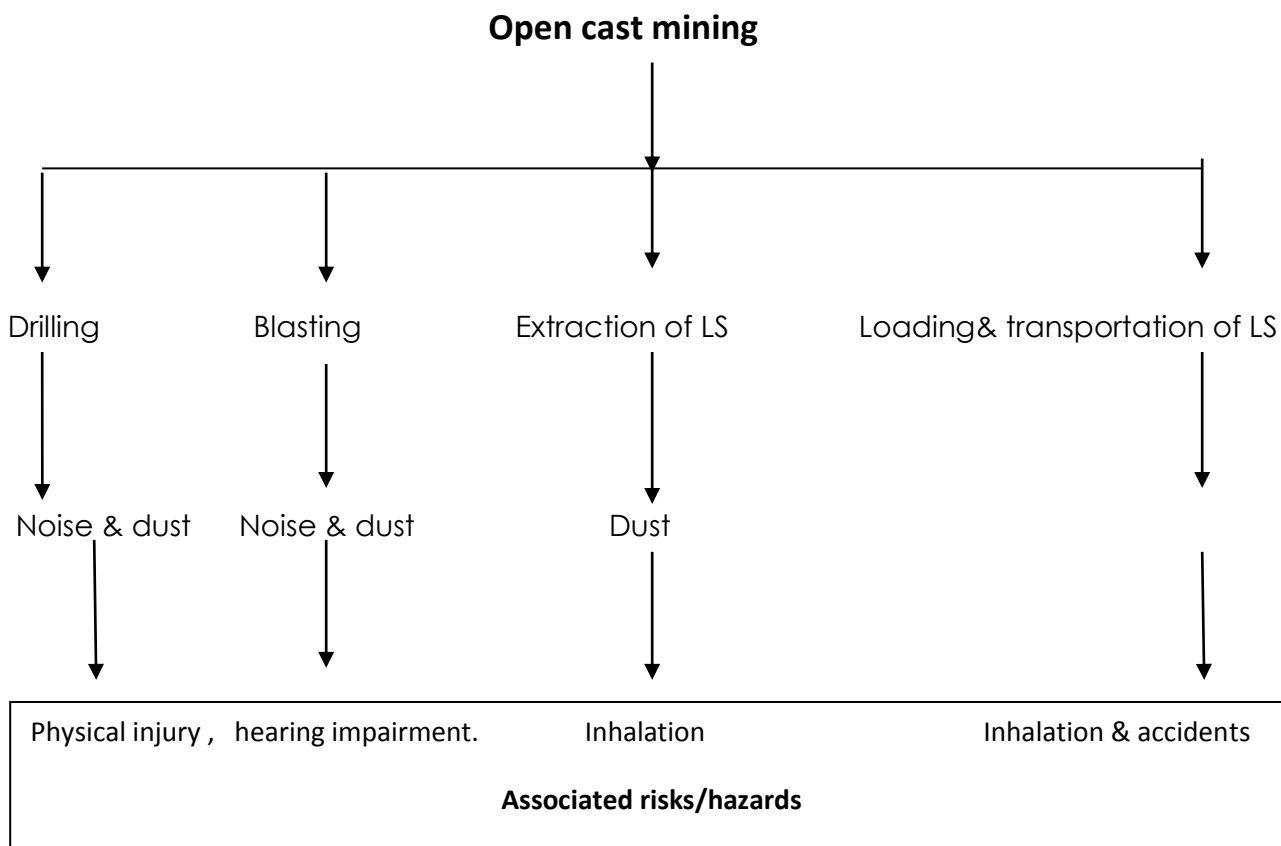 Open cast mining
Drilling Blasting Extraction of LS Loading& transportation of LS
Noise & dust Noise & dust Dust
Physical injury , hearing impairment. Inhalation Inhalation & accidents
Associated risks/hazards